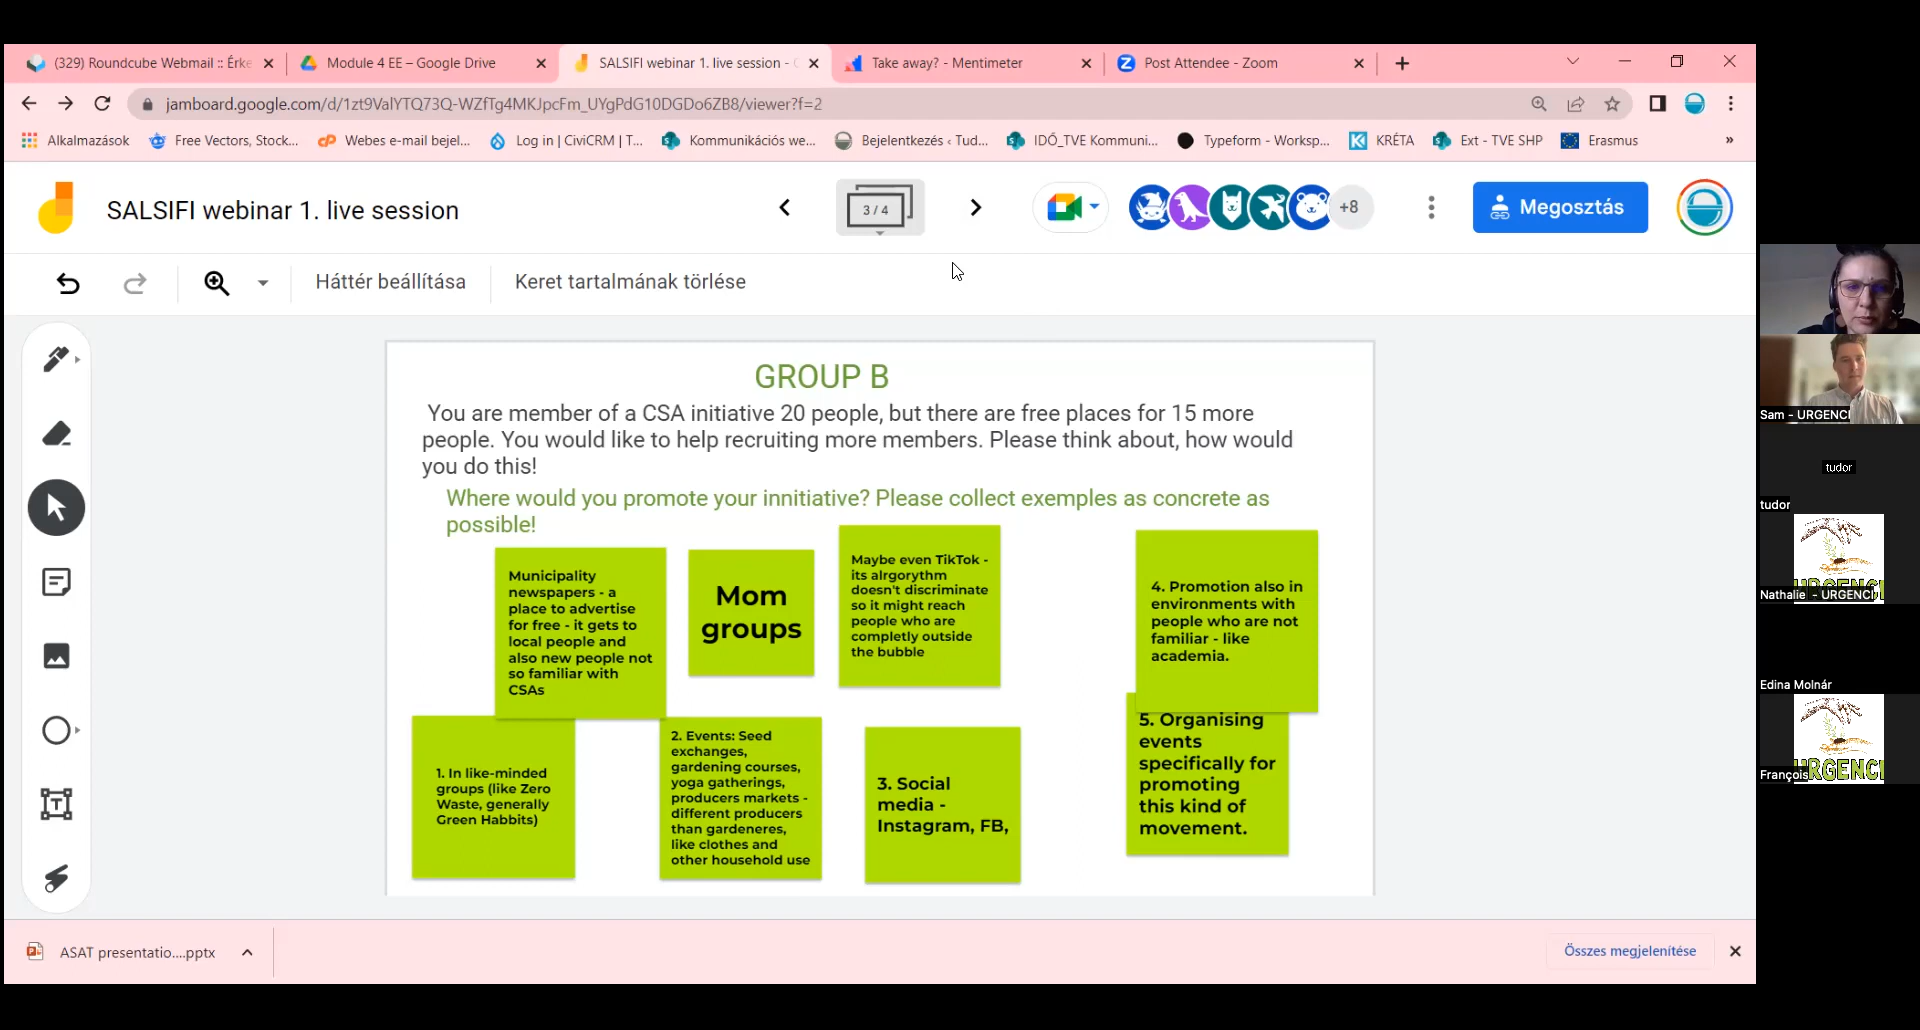 (329) Roundcube Webmail :: Érke
Module 4 EE – Google Drive
SALSIFI webinar 1. live session -
Take away? - Mentimeter
Post Attendee - Zoom
jamboard.google.com/d/1zt9ValYTQ73Q-WZfTg4MKJpcFm_UYgPdG10DGDo6ZB8/viewer?f=2
Alkalmazások
Free Vectors, Stock...
Webes e-mail bejel...
Log in | CiviCRM | T...
Kommunikációs we...
Bejelentkezés ‹ Tud...
IDŐ_TVE Kommuni...
Typeform - Worksp...
KRÉTA
Ext - TVE SHP
Erasmus
»
SALSIFI webinar 1. live session
3 / 4
+8
Megosztás
Háttér beállítása
Keret tartalmának törlése
GROUP B
You are member of a CSA initiative 20 people, but there are free places for 15 more
people. You would like to help recruiting more members. Please think about, how would
you do this!
Where would you promote your innitiative? Please collect exemples as concrete as
possible!
Municipality
newspapers - a
place to advertise
for free - it gets to
local people and
also new people not
so familiar with
CSAs
Mom
groups
Maybe even TikTok -
its alrgorythm
doesn't discriminate
so it might reach
people who are
completly outside
the bubble
4. Promotion also in
environments with
people who are not
familiar - like
academia.
1. In like-minded
groups (like Zero
Waste, generally
Green Habbits)
2. Events: Seed
exchanges,
gardening courses,
yoga gatherings,
producers markets -
different producers
than gardeneres,
like clothes and
other household use
3. Social
media -
Instagram, FB,
5. Organising
events
specifically for
promoting
this kind of
movement.
ASAT presentatio....pptx
Összes megjelenítése
Sam - URGENCI
tudor
tudor
URGENCI
Nathalie - URGENCI
Edina Molnár
URGENCI
François